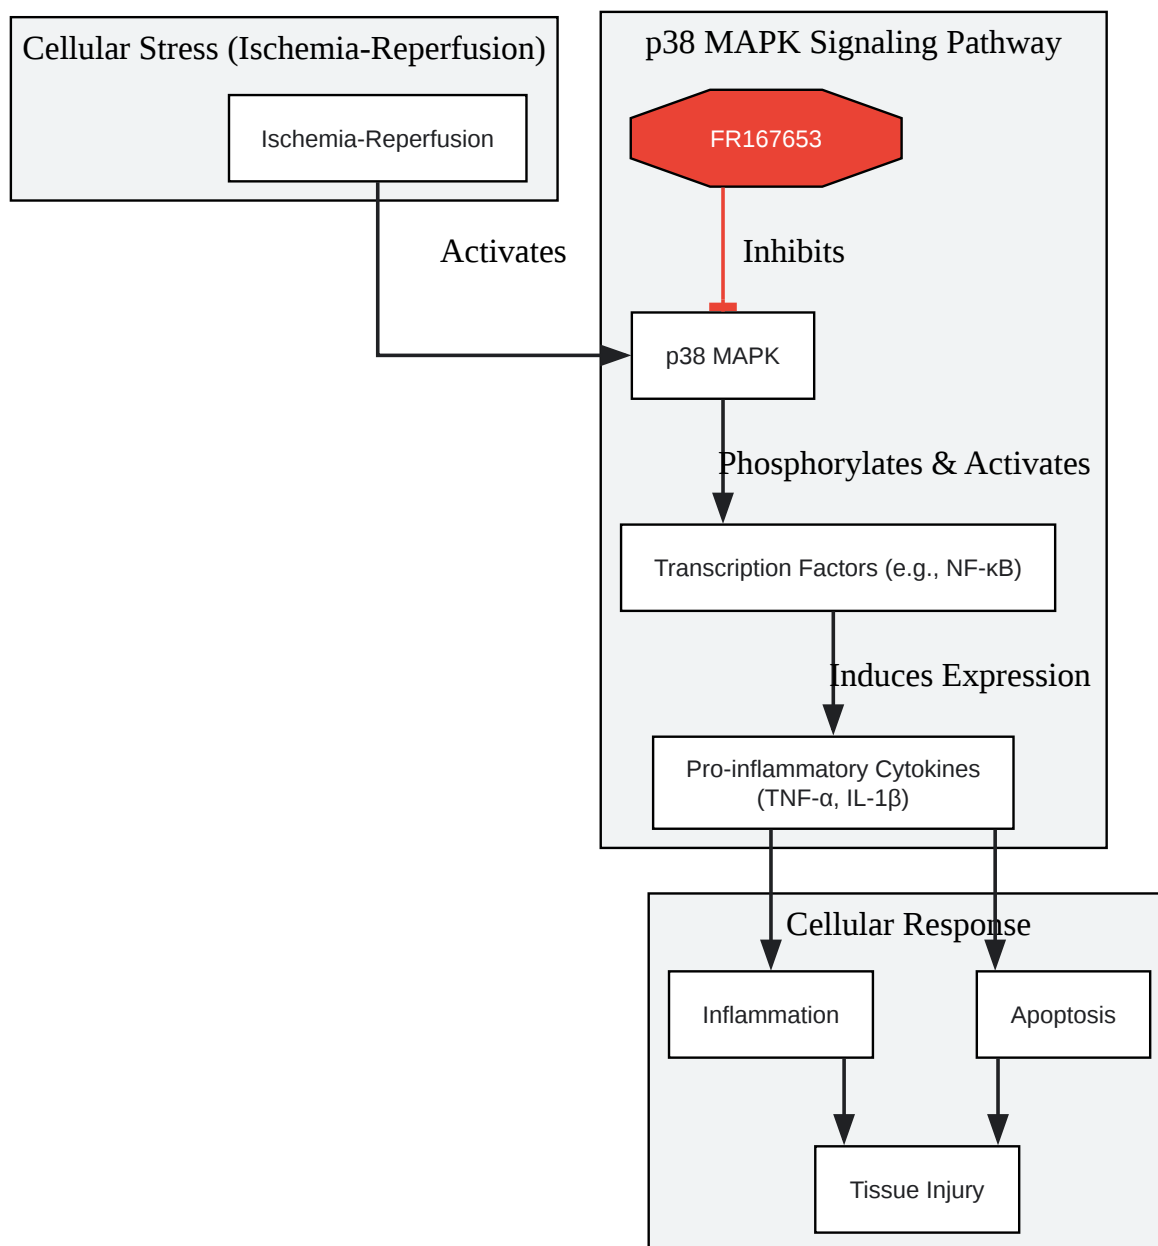 Cellular Stress (Ischemia-Reperfusion)
Ischemia-Reperfusion
Activates
p38 MAPK Signaling Pathway
FR167653
Inhibits
p38 MAPK
Phosphorylates & Activates
Transcription Factors (e.g., NF-κB)
Induces Expression
Pro-inflammatory Cytokines
(TNF-α, IL-1β)
Cellular Response
Inflammation
Apoptosis
Tissue Injury